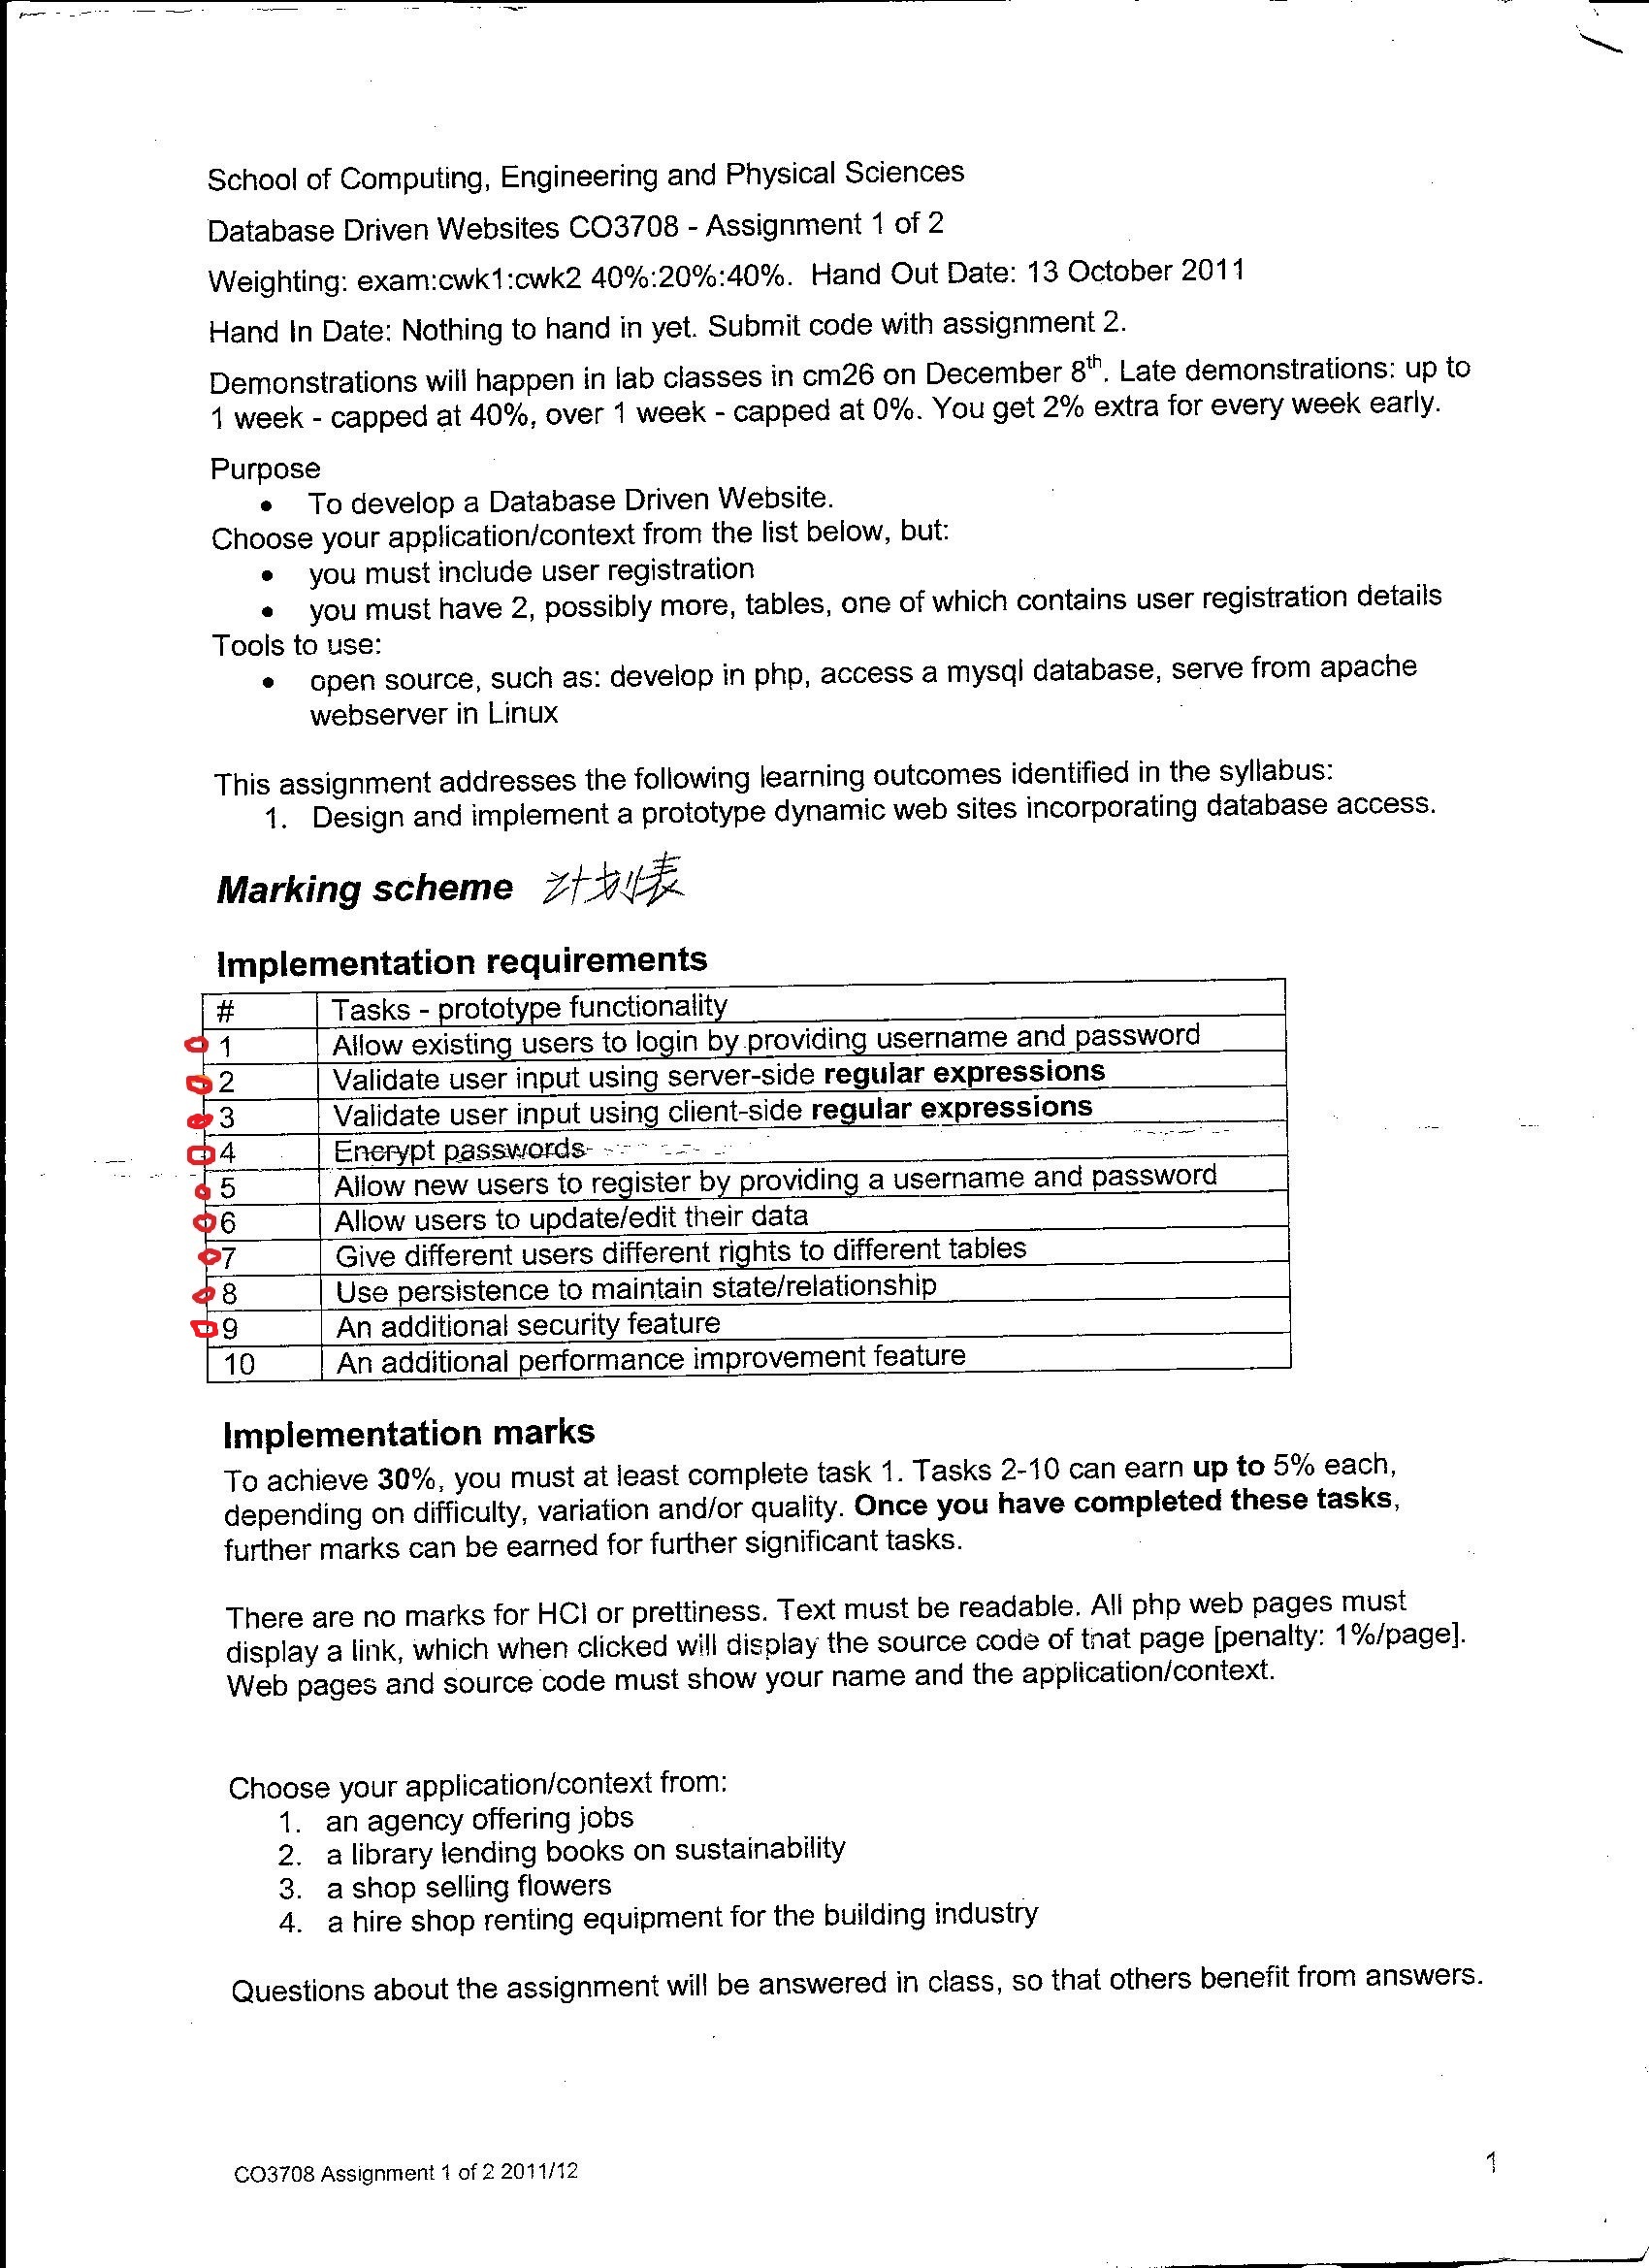 School of Computing, Engineering and Physical Sciences
Database Driven Websites CO3708 - Assignment 1 of 2
Weighting: exam:cwk1:cwk2 40%:20%:40%. Hand Out Date: 13 October 2011
Hand In Date: Nothing to hand in yet. Submit code with assignment 2.
Demonstrations will happen in lab classes in cm26 on December 8th. Late demonstrations: up to
1 week - capped at 40%, over 1 week - capped at 0%. You get 2% extra for every week early.
Purpose
• To develop a Database Driven Website.
Choose your application/context from the list below, but:
• you must include user registration
• you must have 2, possibly more, tables, one of which contains user registration details
Tools to use:
• open source, such as: develop in php, access a mysql database, serve from apache
webserver in Linux
This assignment addresses the following learning outcomes identified in the syllabus:
1. Design and implement a prototype dynamic web sites incorporating database access.
Marking scheme 计划表
Implementation requirements
# Tasks - prototype functionality
1 Allow existing users to login by providing username and password
2 Validate user input using server-side regular expressions
3 Validate user input using client-side regular expressions
4 Encrypt passwords
5 Allow new users to register by providing a username and password
6 Allow users to update/edit their data
7 Give different users different rights to different tables
8 Use persistence to maintain state/relationship
9 An additional security feature
10 An additional performance improvement feature
Implementation marks
To achieve 30%, you must at least complete task 1. Tasks 2-10 can earn up to 5% each,
depending on difficulty, variation and/or quality. Once you have completed these tasks,
further marks can be earned for further significant tasks.
There are no marks for HCI or prettiness. Text must be readable. All php web pages must
display a link, which when clicked will display the source code of that page [penalty: 1%/page].
Web pages and source code must show your name and the application/context.
Choose your application/context from:
1. an agency offering jobs
2. a library lending books on sustainability
3. a shop selling flowers
4. a hire shop renting equipment for the building industry
Questions about the assignment will be answered in class, so that others benefit from answers.
CO3708 Assignment 1 of 2 2011/12
1